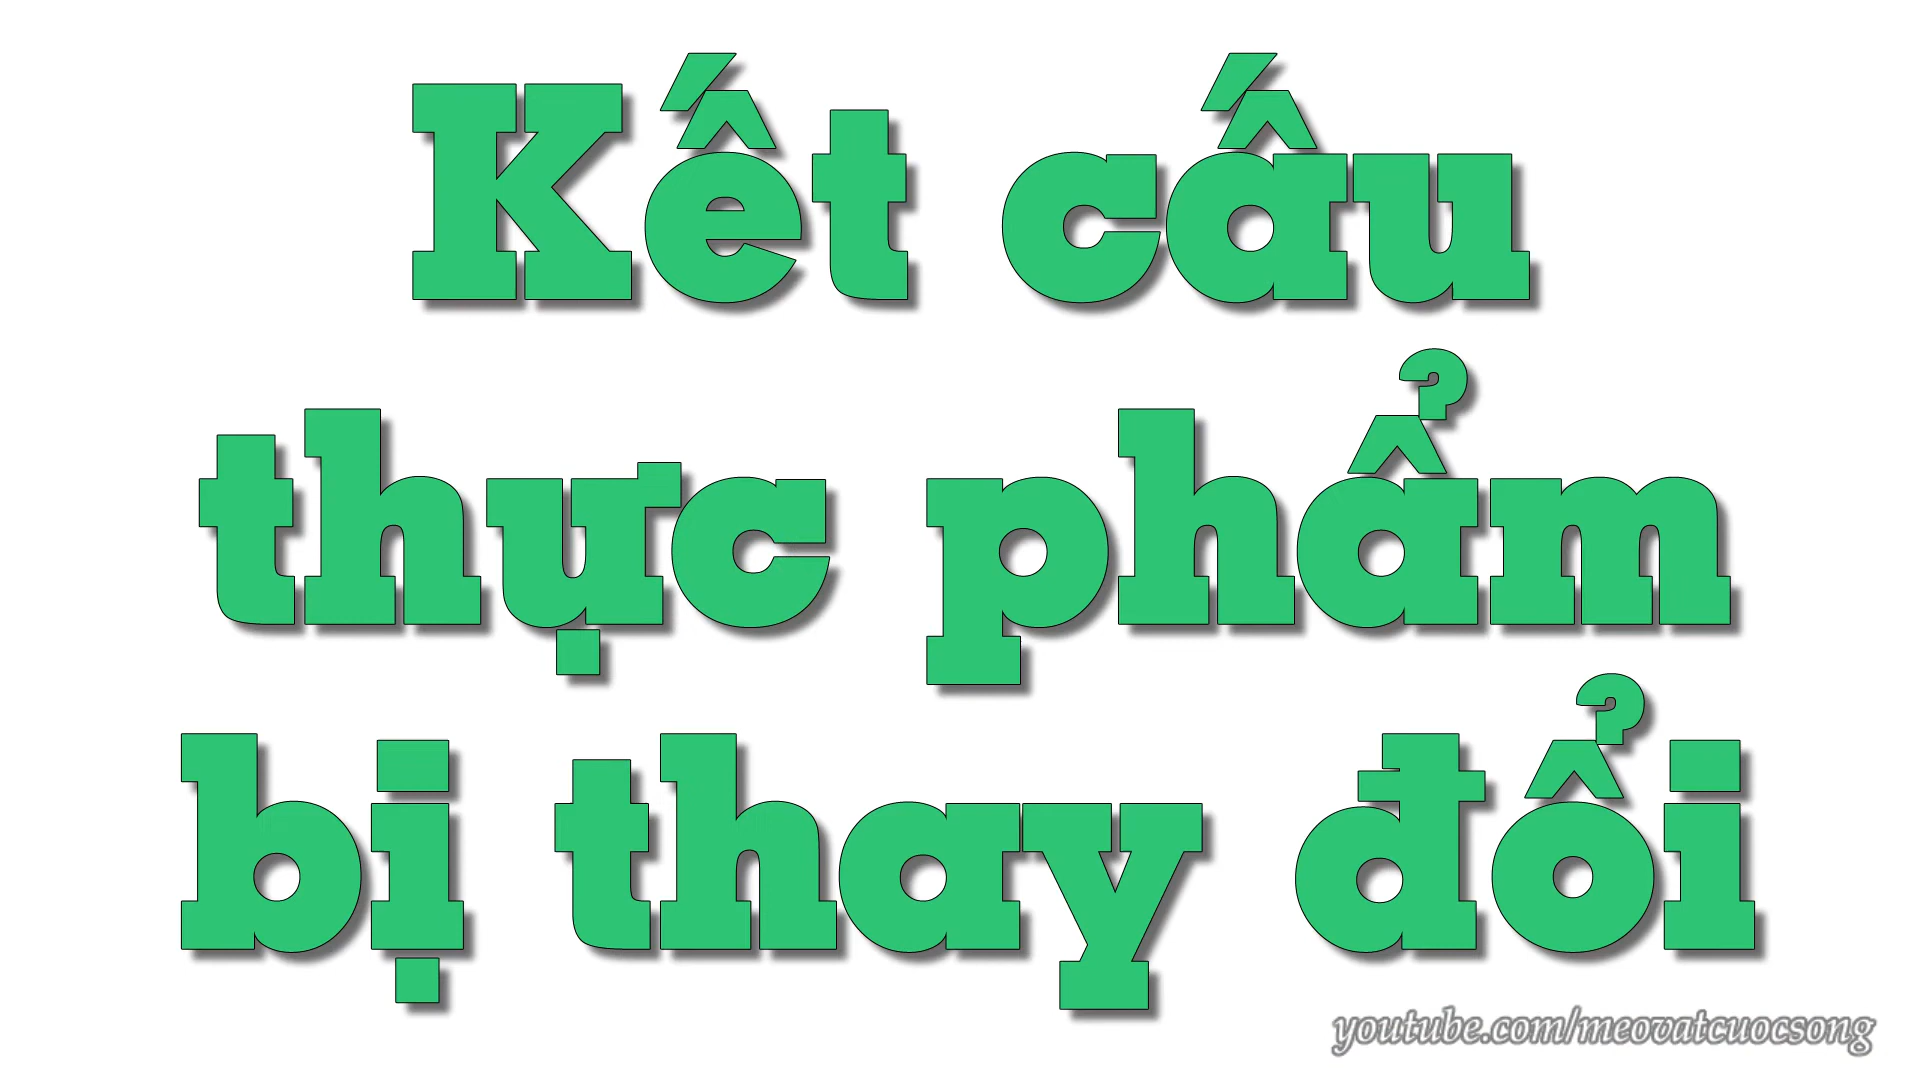 Kết cấu
thực phẩm
bị thay đổi
youtube.com/meovatcuocsong